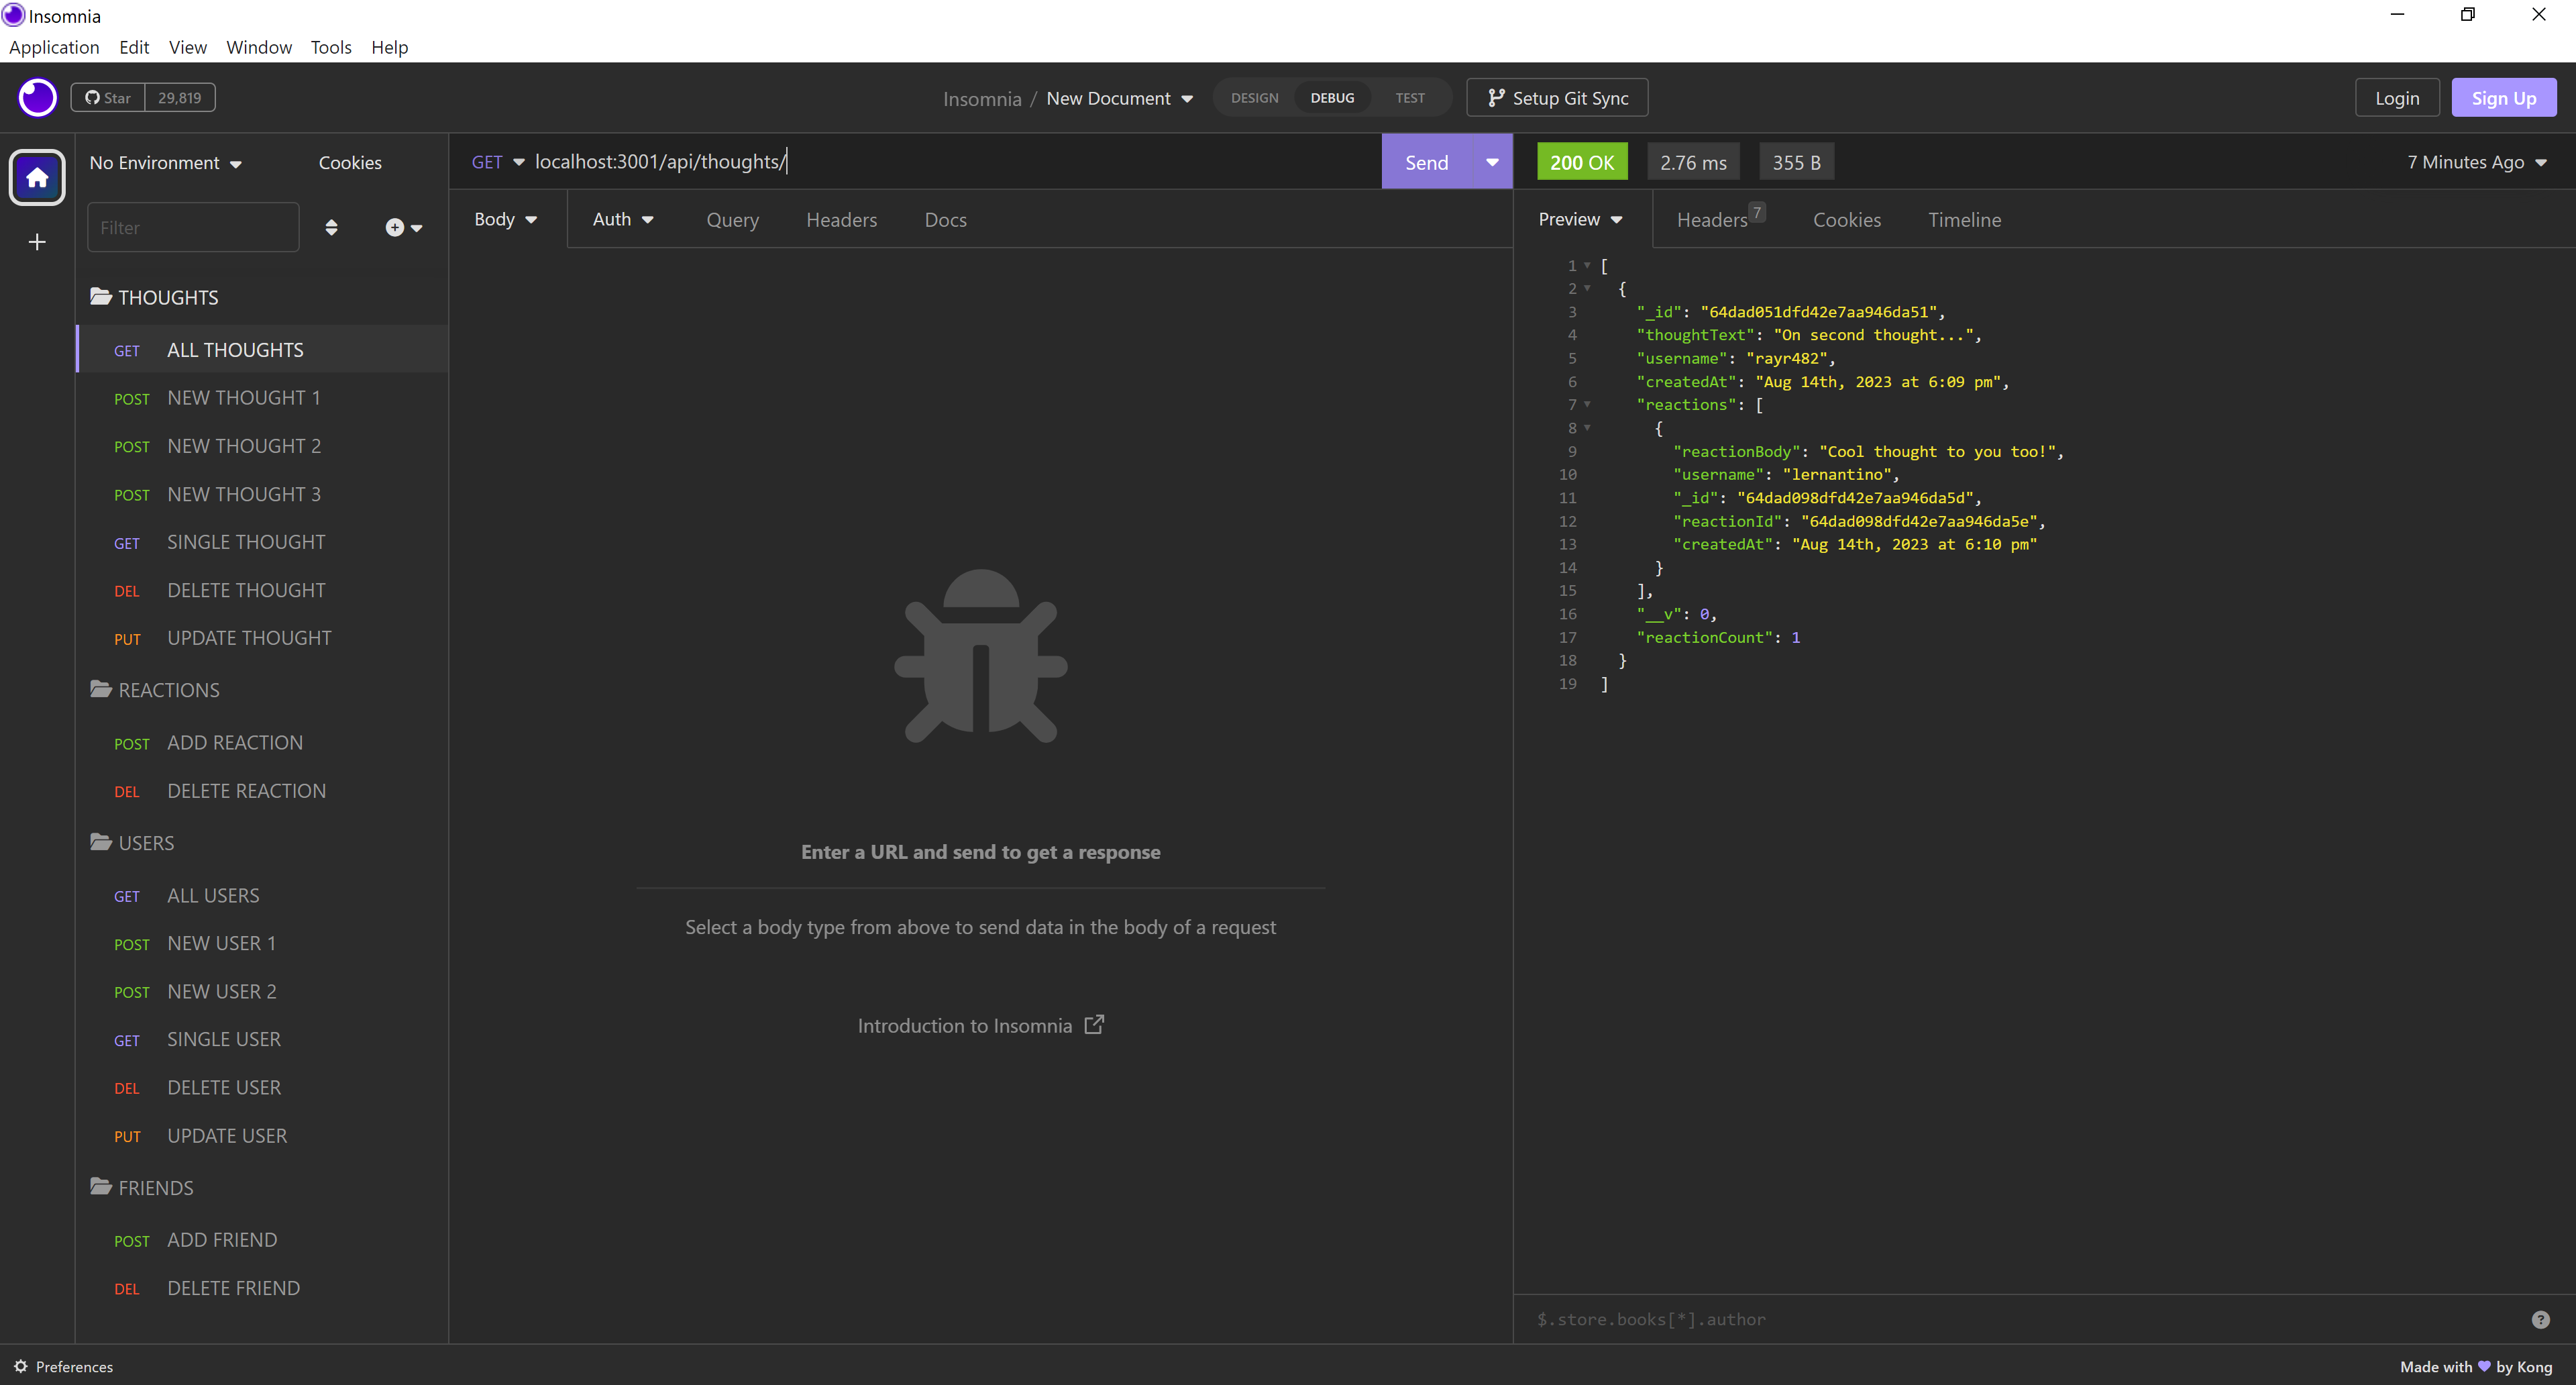 Insomnia
Application Edit View Window Tools Help
Star 29,819
Insomnia / New Document
DESIGN DEBUG TEST
Setup Git Sync
Login
Sign Up
No Environment
Cookies
Filter
THOUGHTS
GET ALL THOUGHTS
POST NEW THOUGHT 1
POST NEW THOUGHT 2
POST NEW THOUGHT 3
GET SINGLE THOUGHT
DEL DELETE THOUGHT
PUT UPDATE THOUGHT
REACTIONS
POST ADD REACTION
DEL DELETE REACTION
USERS
GET ALL USERS
POST NEW USER 1
POST NEW USER 2
GET SINGLE USER
DEL DELETE USER
PUT UPDATE USER
FRIENDS
POST ADD FRIEND
DEL DELETE FRIEND
GET localhost:3001/api/thoughts/
Send
Body Auth Query Headers Docs
Enter a URL and send to get a response
Select a body type from above to send data in the body of a request
Introduction to Insomnia
200 OK 2.76 ms 355 B
7 Minutes Ago
Preview Headers 7 Cookies Timeline
1 [
2 {
3 "_id": "64dad051dfd42e7aa946da51",
4 "thoughtText": "On second thought...",
5 "username": "rayr482",
6 "createdAt": "Aug 14th, 2023 at 6:09 pm",
7 "reactions": [
8 {
9 "reactionBody": "Cool thought to you too!",
10 "username": "lernantino",
11 "_id": "64dad098dfd42e7aa946da5d",
12 "reactionId": "64dad098dfd42e7aa946da5e",
13 "createdAt": "Aug 14th, 2023 at 6:10 pm"
14 }
15 ],
16 "__v": 0,
17 "reactionCount": 1
18 }
19 ]
$.store.books[*].author
?
Preferences
Made with 💜 by Kong